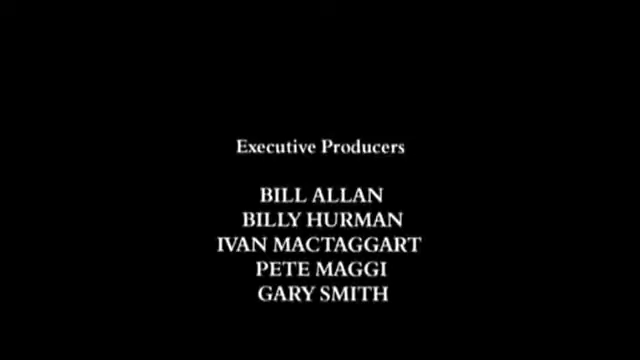 Executive Producers
BILL ALLAN
BILLY HURMAN
IVAN MACTAGGART
PETE MAGGI
GARY SMITH